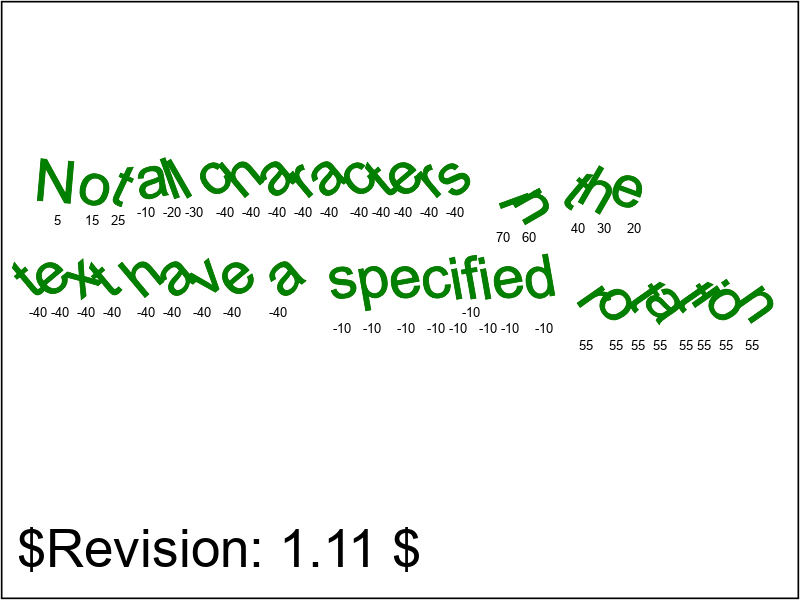 Not all characters in the
5 15 25 -10 -20 -30 -40 -40 -40 -40 -40 -40 -40 -40 -40 -40 70 60 40 30 20
text have a specified rotation
-40 -40 -40 -40 -40 -40 -40 -40 -40 -10
-10 -10 -10 -10 -10 -10 -10 -10 55 55 55 55 55 55 55 55
$Revision: 1.11 $